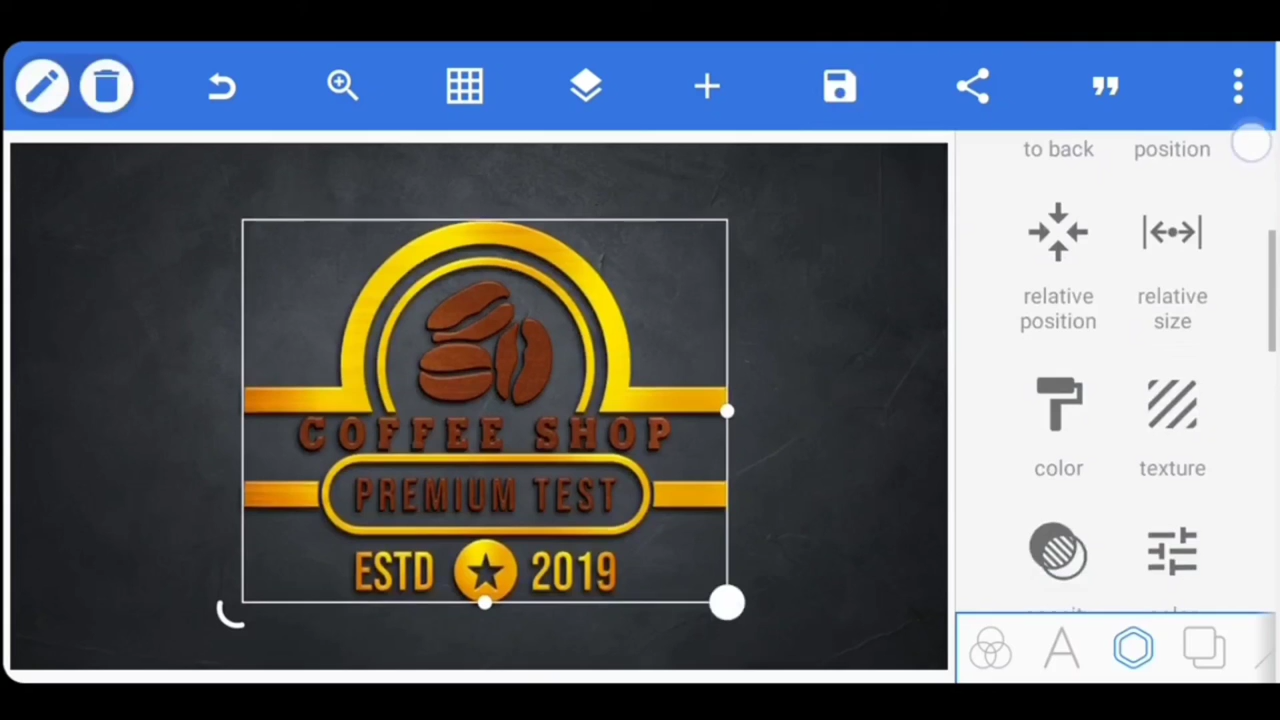 to back
position
relative
position
relative
size
color
texture
COFFEE SHOP
PREMIUM TEST
ESTD
2019